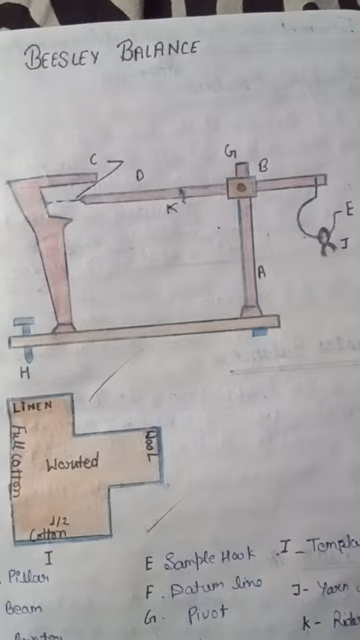 BEESLEY BALANCE
C
D
G
B
K
E
J
A
H
LINEN
Full cotton
WOOL
Worsted
1/2
Cotton
I
Pillar
Beam
E Sample Hook
F. Datum line
G. Pivot
I- Templa
J- Yarn
K- Rid